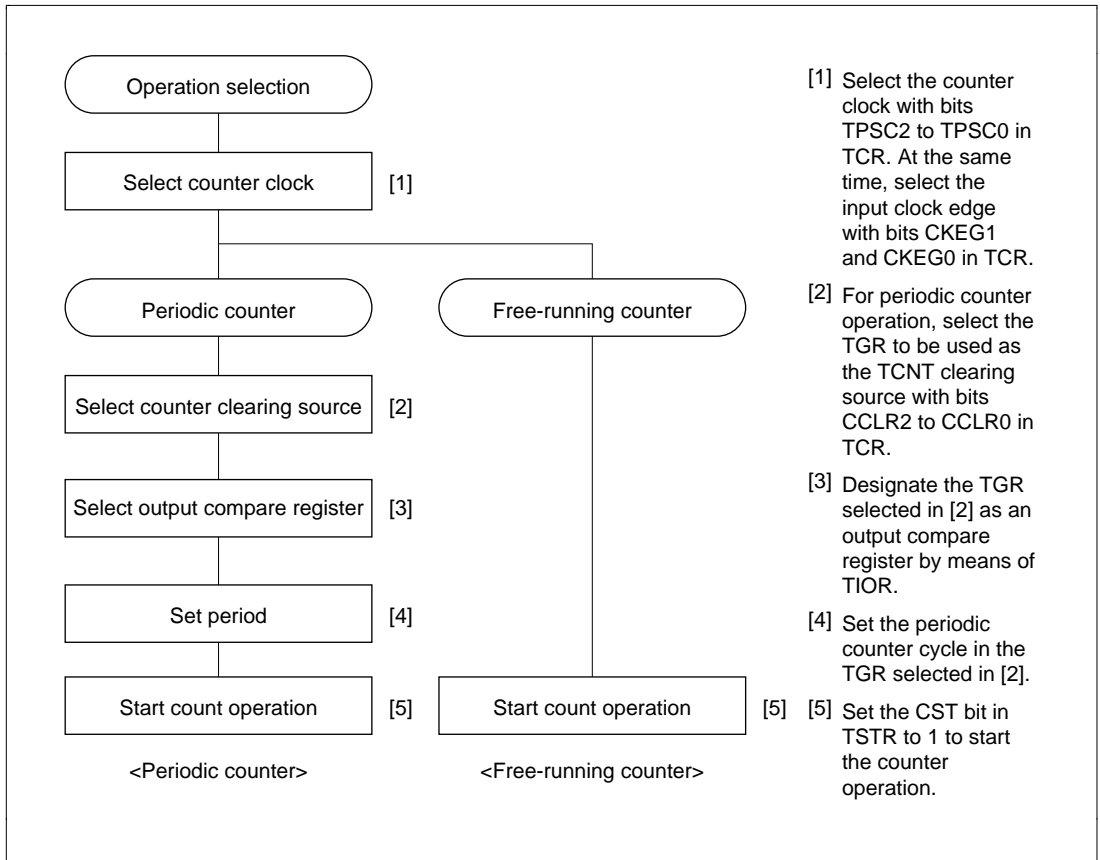 Operation selection
Select counter clock [1]
Periodic counter
Free-running counter
Select counter clearing source [2]
Select output compare register [3]
Set period [4]
Start count operation [5]
Start count operation [5]
<Periodic counter>
<Free-running counter>
[1] Select the counter
clock with bits
TPSC2 to TPSC0 in
TCR. At the same
time, select the
input clock edge
with bits CKEG1
and CKEG0 in TCR.
[2] For periodic counter
operation, select the
TGR to be used as
the TCNT clearing
source with bits
CCLR2 to CCLR0 in
TCR.
[3] Designate the TGR
selected in [2] as an
output compare
register by means of
TIOR.
[4] Set the periodic
counter cycle in the
TGR selected in [2].
[5] Set the CST bit in
TSTR to 1 to start
the counter
operation.